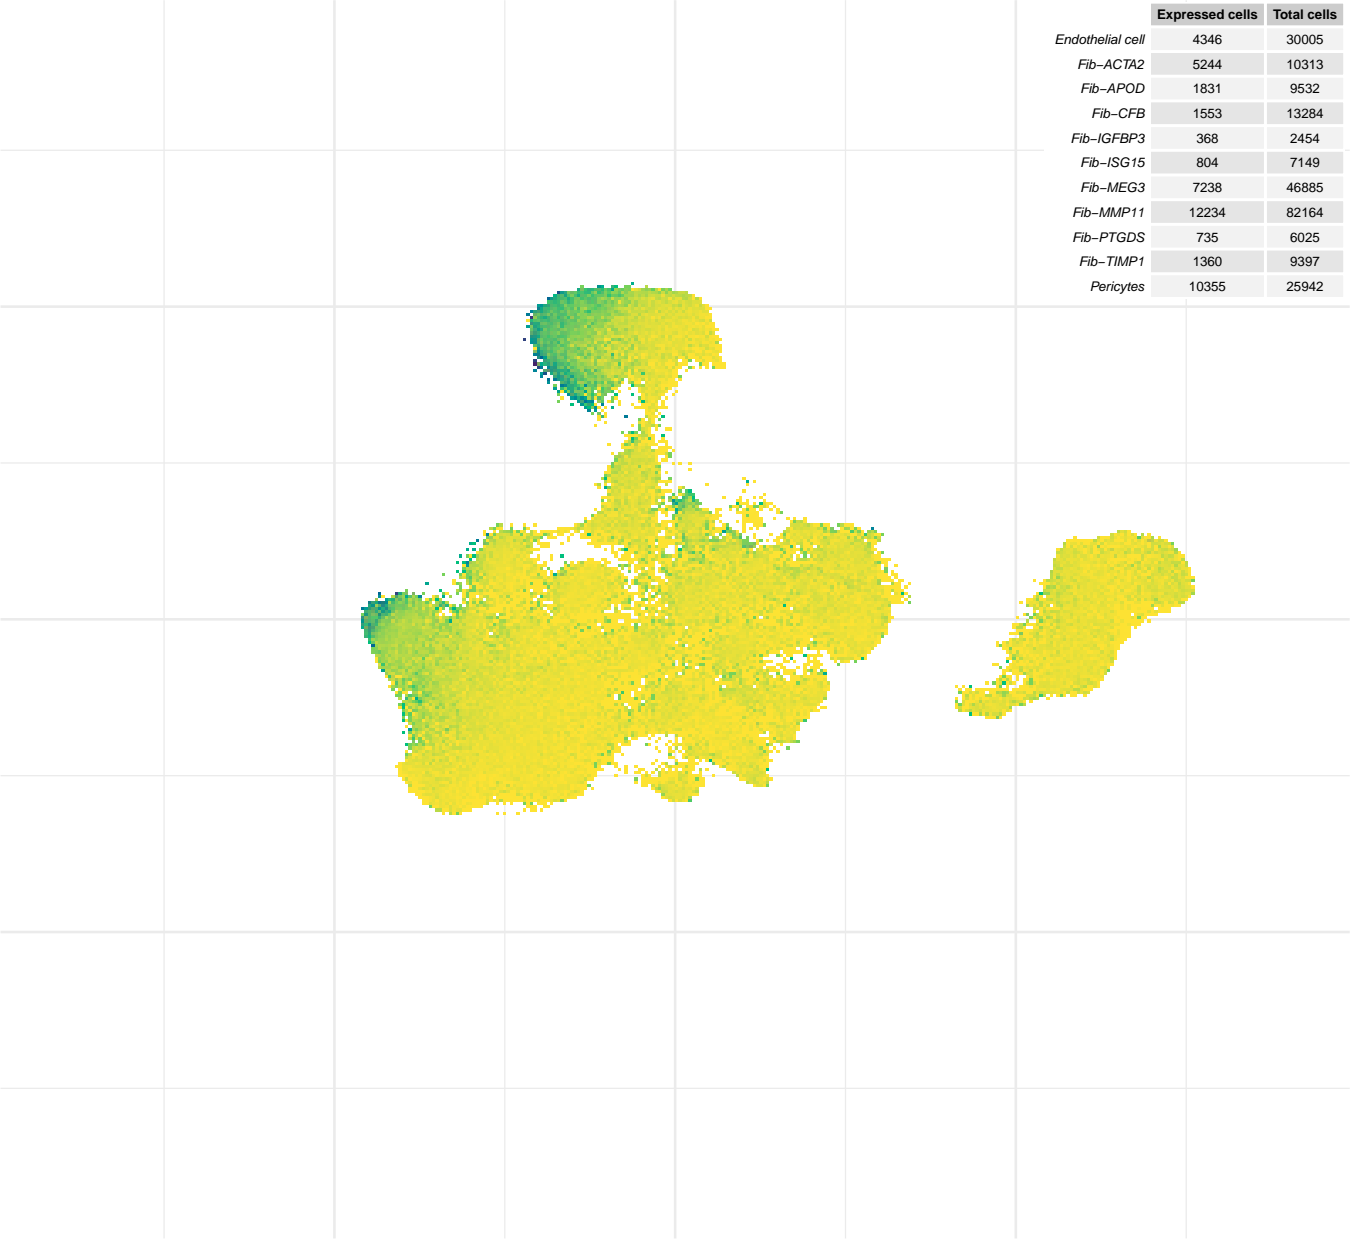 Expressed cells Total cells
Endothelial cell 4346 30005
Fib−ACTA2 5244 10313
Fib−APOD 1831 9532
Fib−CFB 1553 13284
Fib−IGFBP3 368 2454
Fib−ISG15 804 7149
Fib−MEG3 7238 46885
Fib−MMP11 12234 82164
Fib−PTGDS 735 6025
Fib−TIMP1 1360 9397
Pericytes 10355 25942